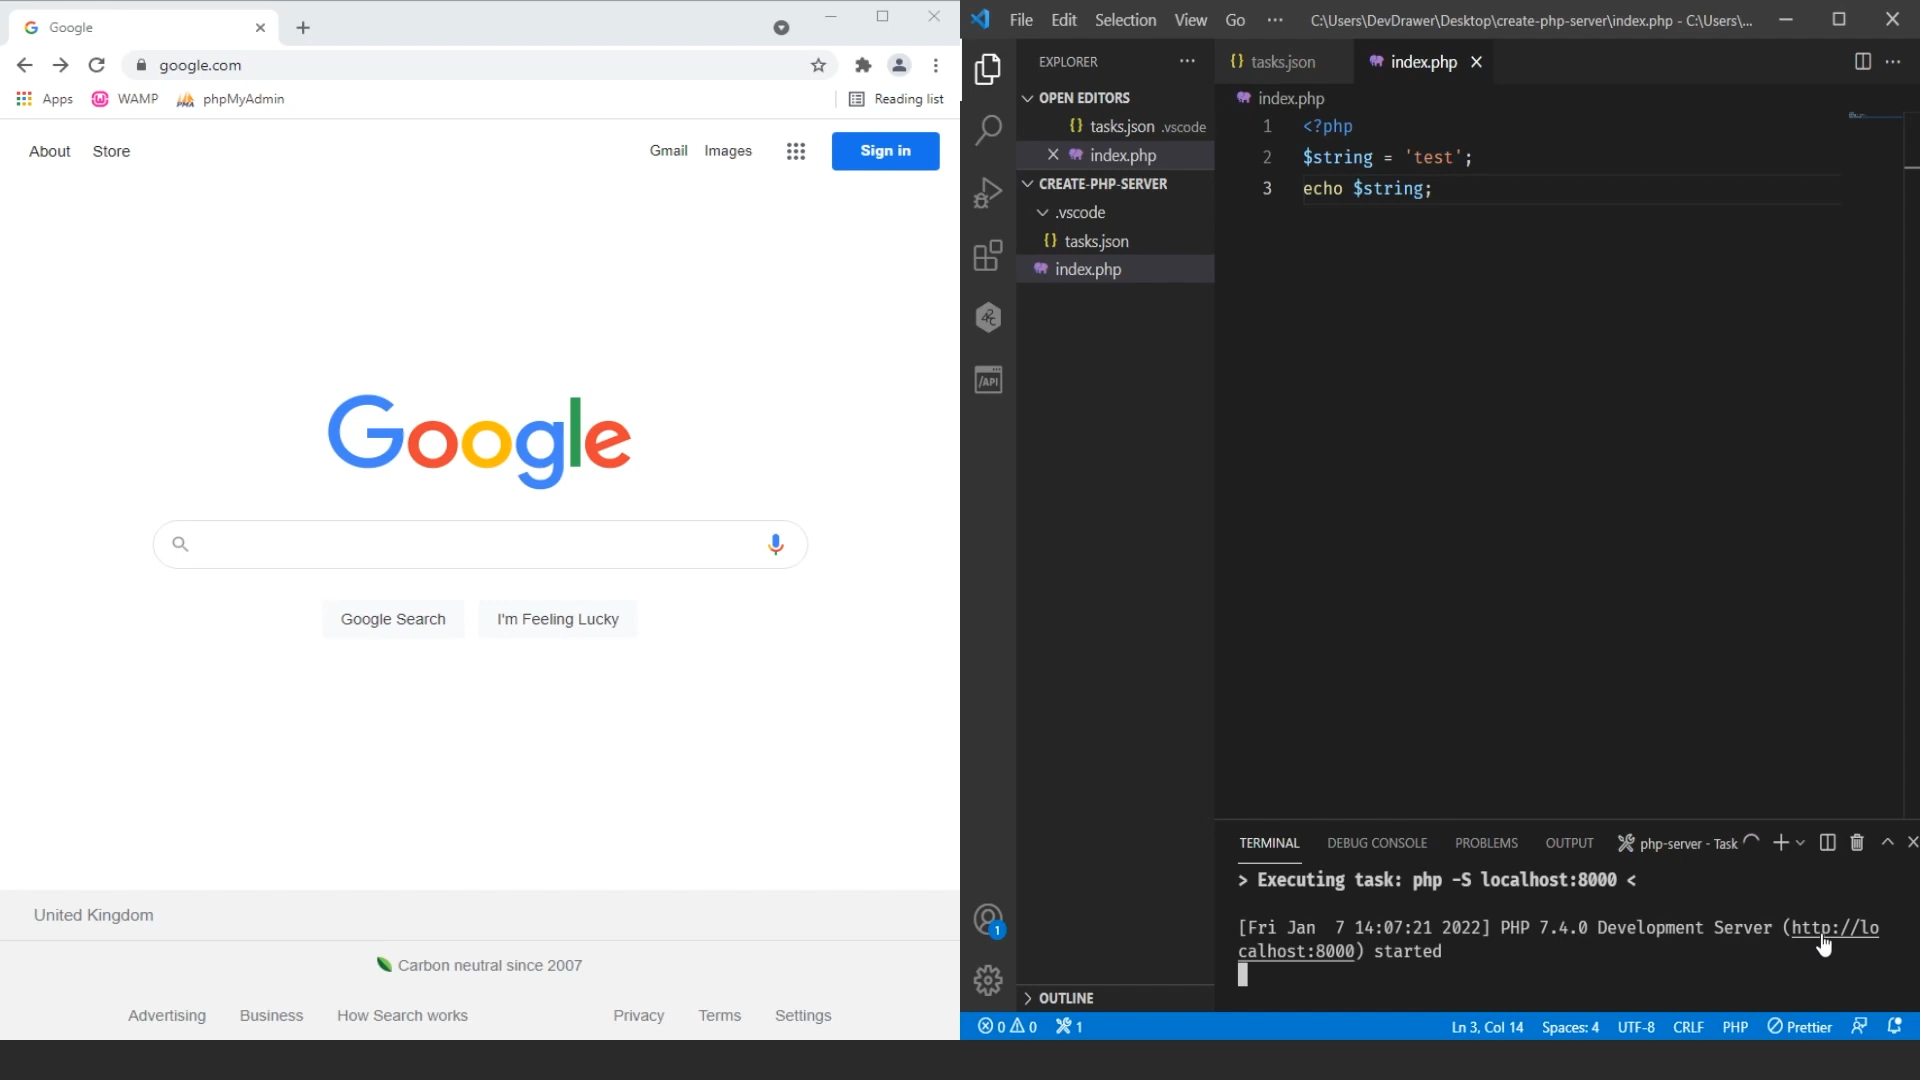 Google
google.com
Apps
WAMP
phpMyAdmin
Reading list
About
Store
Gmail
Images
Sign in
Google
Google Search
I'm Feeling Lucky
United Kingdom
Carbon neutral since 2007
Advertising
Business
How Search works
Privacy
Terms
Settings
File
Edit
Selection
View
Go
C:\Users\DevDrawer\Desktop\create-php-server\index.php - C:\Users\...
EXPLORER
OPEN EDITORS
tasks.json .vscode
index.php
CREATE-PHP-SERVER
.vscode
tasks.json
index.php
/API
1
OUTLINE
tasks.json
index.php
index.php
1 <?php
2 $string = 'test';
3 echo $string;
TERMINAL
DEBUG CONSOLE
PROBLEMS
OUTPUT
php-server - Task
> Executing task: php -S localhost:8000 <
[Fri Jan  7 14:07:21 2022] PHP 7.4.0 Development Server (http://lo
calhost:8000) started
0 0 1
Ln 3, Col 14
Spaces: 4
UTF-8
CRLF
PHP
Prettier